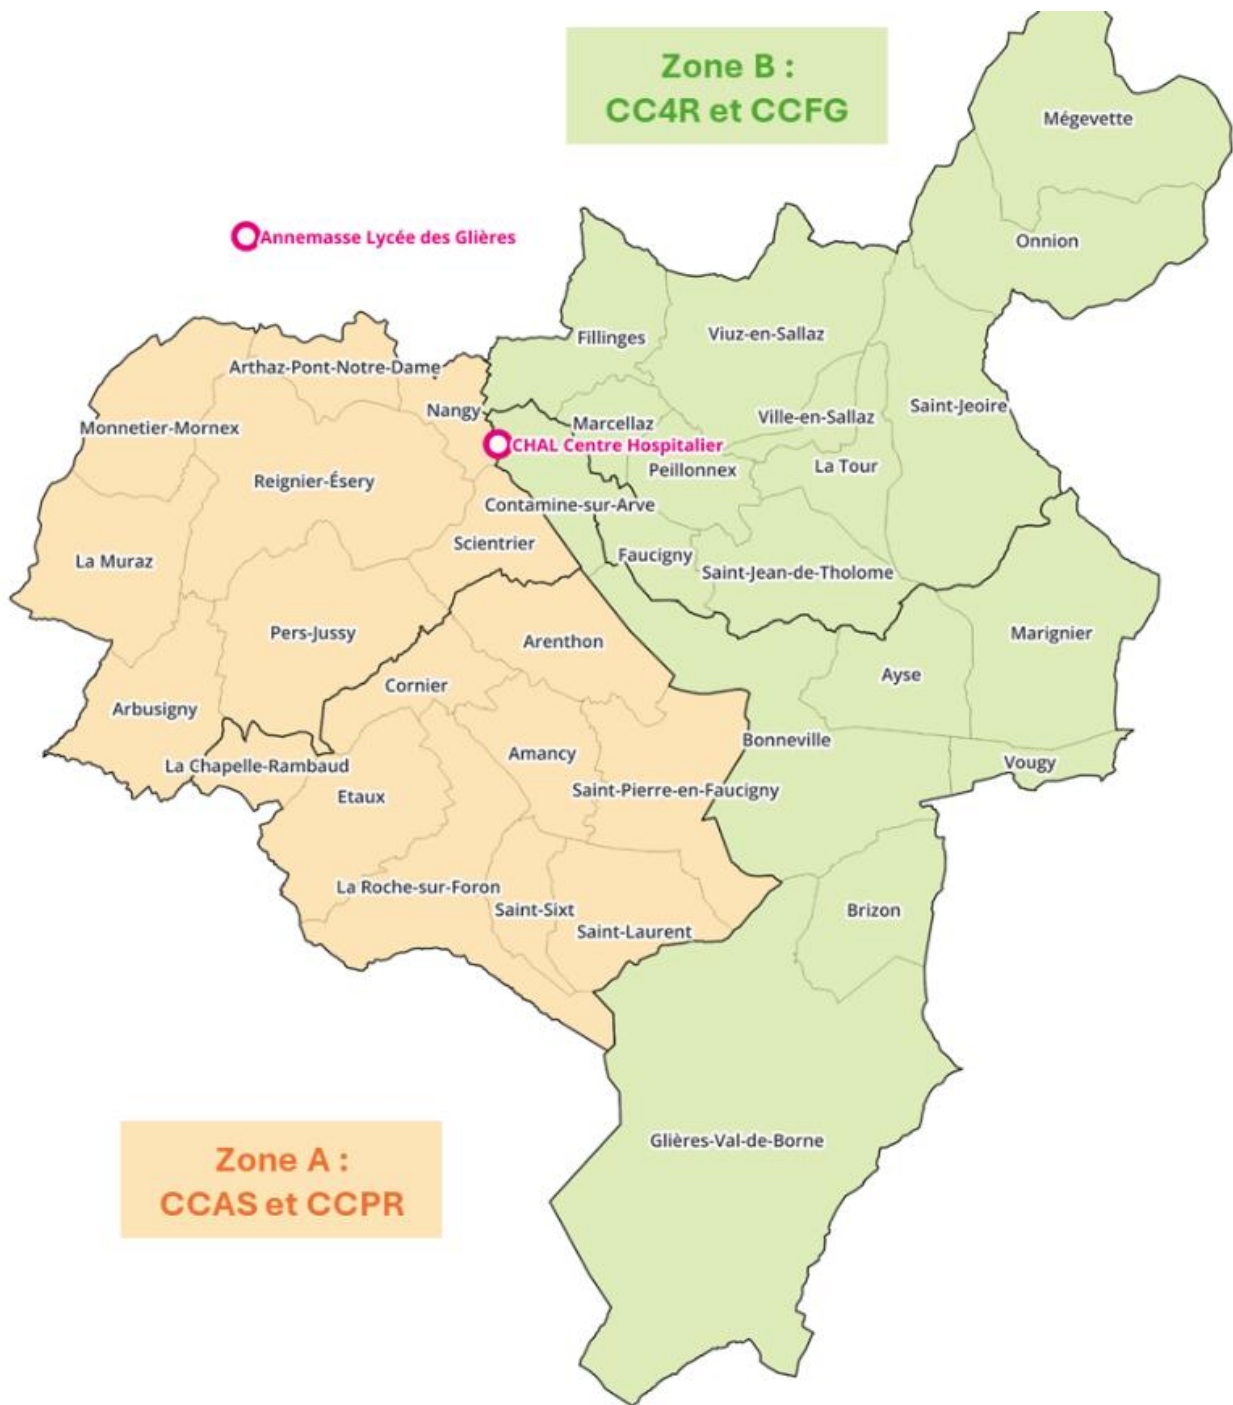 Zone B :
CC4R et CCFG
Mégevette
Annemasse Lycée des Glières
Onnion
Fillinges
Viuz-en-Sallaz
Arthaz-Pont-Notre-Dame
Nangy
Saint-Jeoire
Monnetier-Mornex
Marcellaz
Ville-en-Sallaz
CHAL Centre Hospitalier
Peillonnex
La Tour
Reignier-Ésery
Contamine-sur-Arve
Scientrier
Faucigny
La Muraz
Saint-Jean-de-Tholome
Pers-Jussy
Arenthon
Marignier
Cornier
Ayse
Arbusigny
Bonneville
Amancy
La Chapelle-Rambaud
Vougy
Etaux
Saint-Pierre-en-Faucigny
La Roche-sur-Foron
Saint-Sixt
Brizon
Saint-Laurent
Glières-Val-de-Borne
Zone A :
CCAS et CCPR